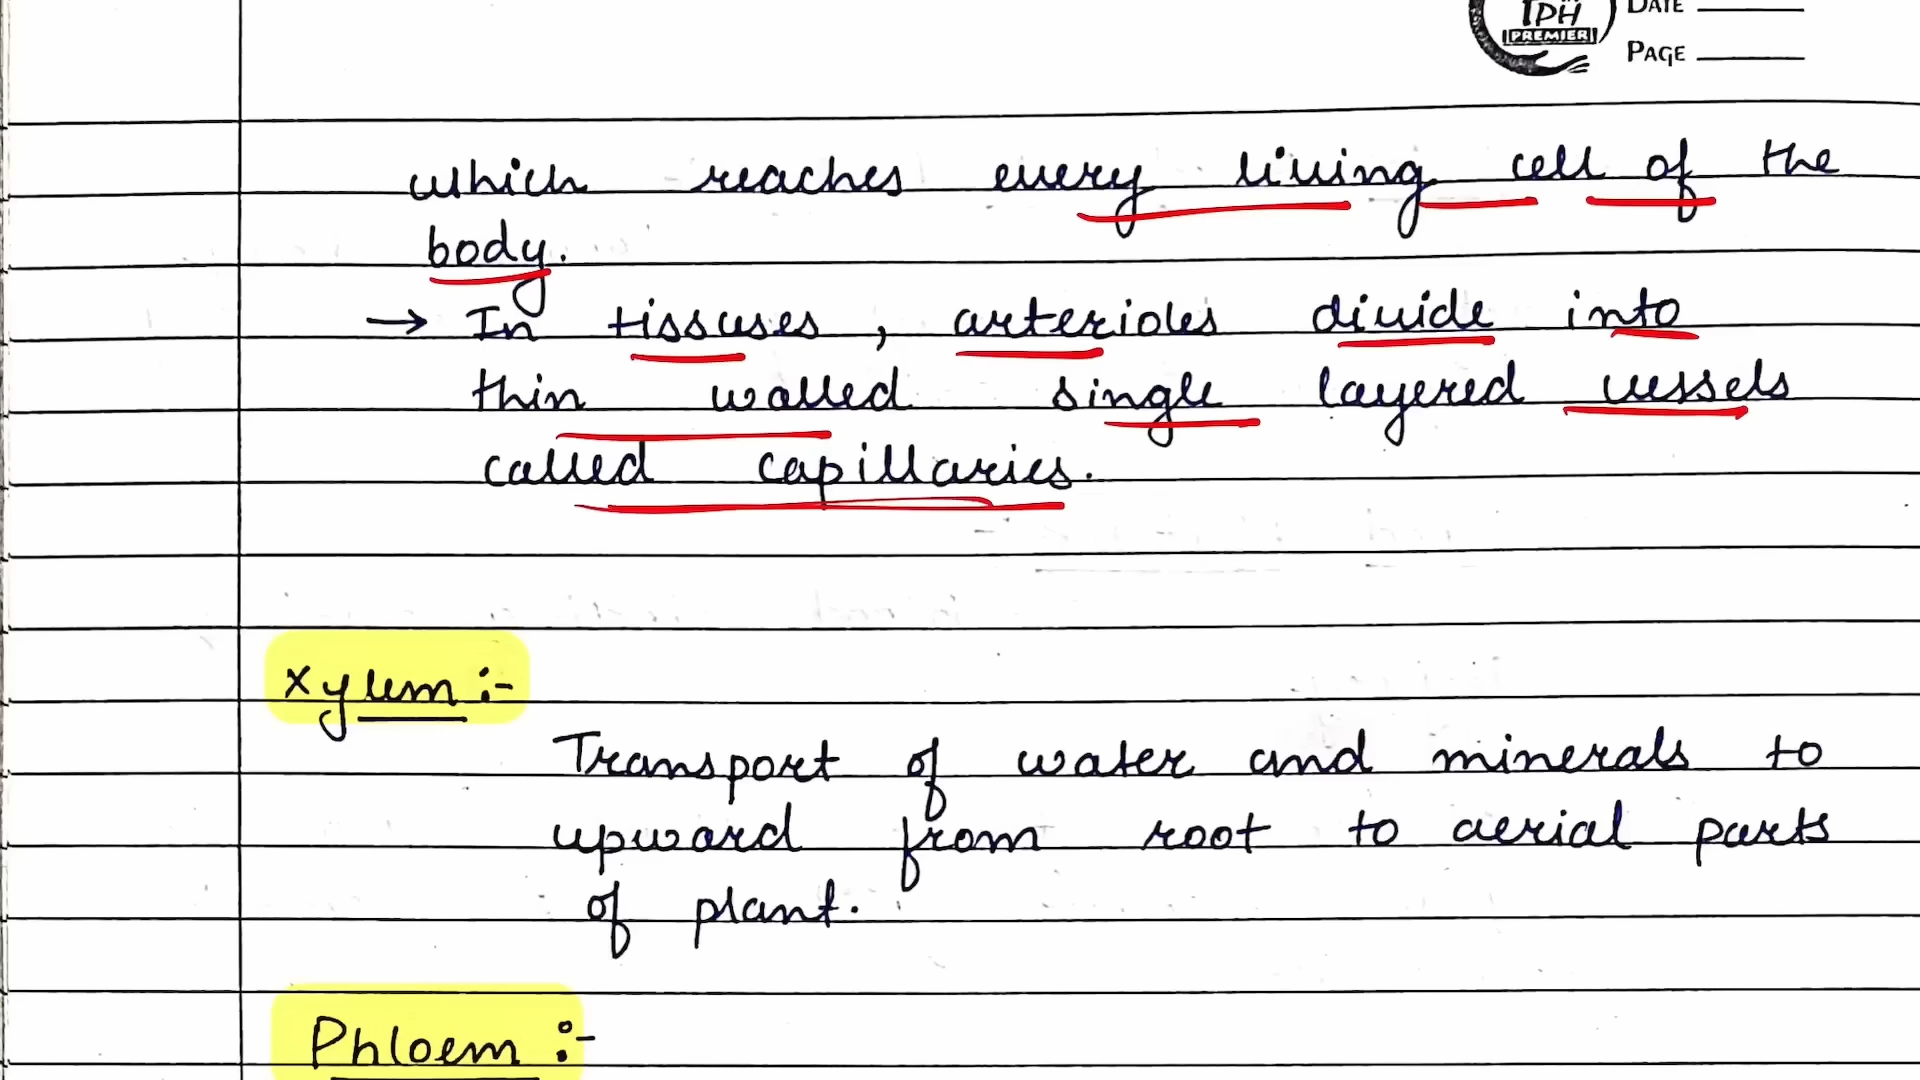 TPH
PREMIER
DATE
PAGE
which reaches every living cell of the
body.
→ In tissues, arterioles divide into
thin walled single layered vessels
called capillaries.
Xylem :-
Transport of water and minerals to
upward from root to aerial parts
of plant.
Phloem :-